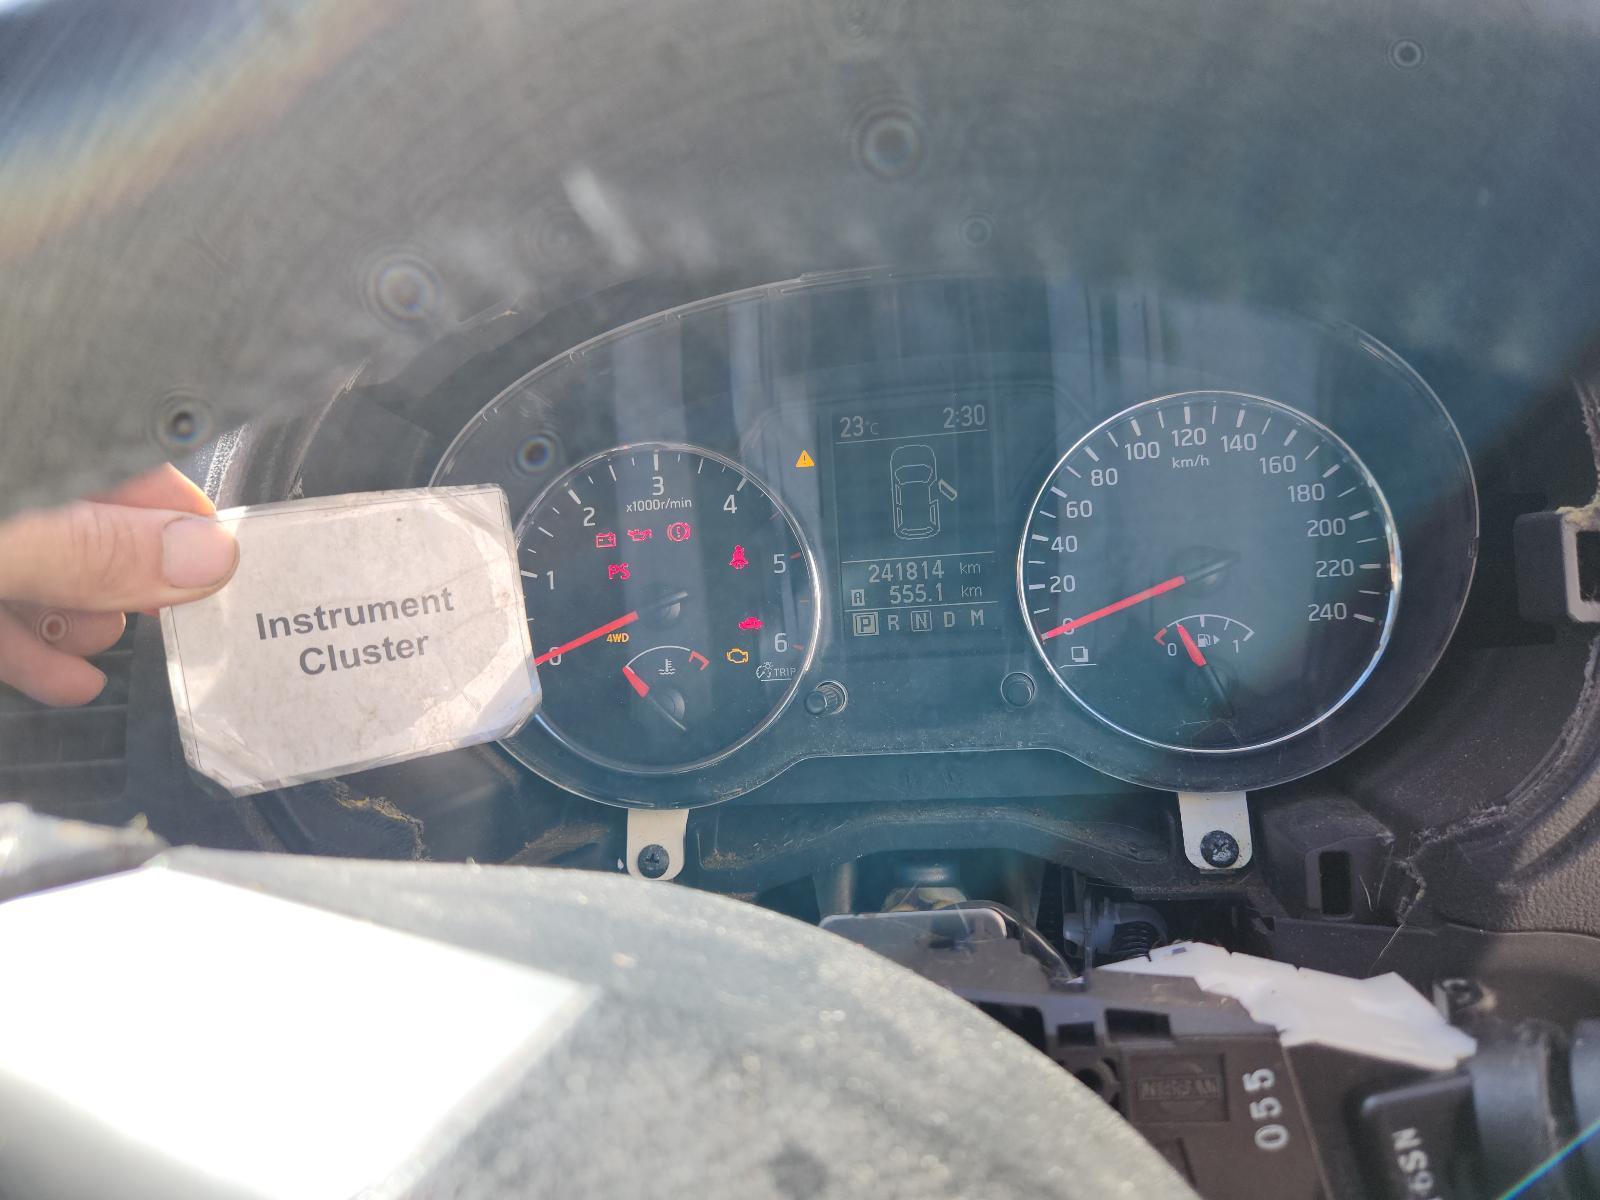 Instrument
Cluster
0
1
2
3
4
5
6
x1000r/min
PS
4WD
TRIP
23°C 2:30
241814 km
A 555.1 km
P R N D M
0
20
40
60
80
100
120
140
160
180
200
220
240
km/h
0 1
NISSAN
055